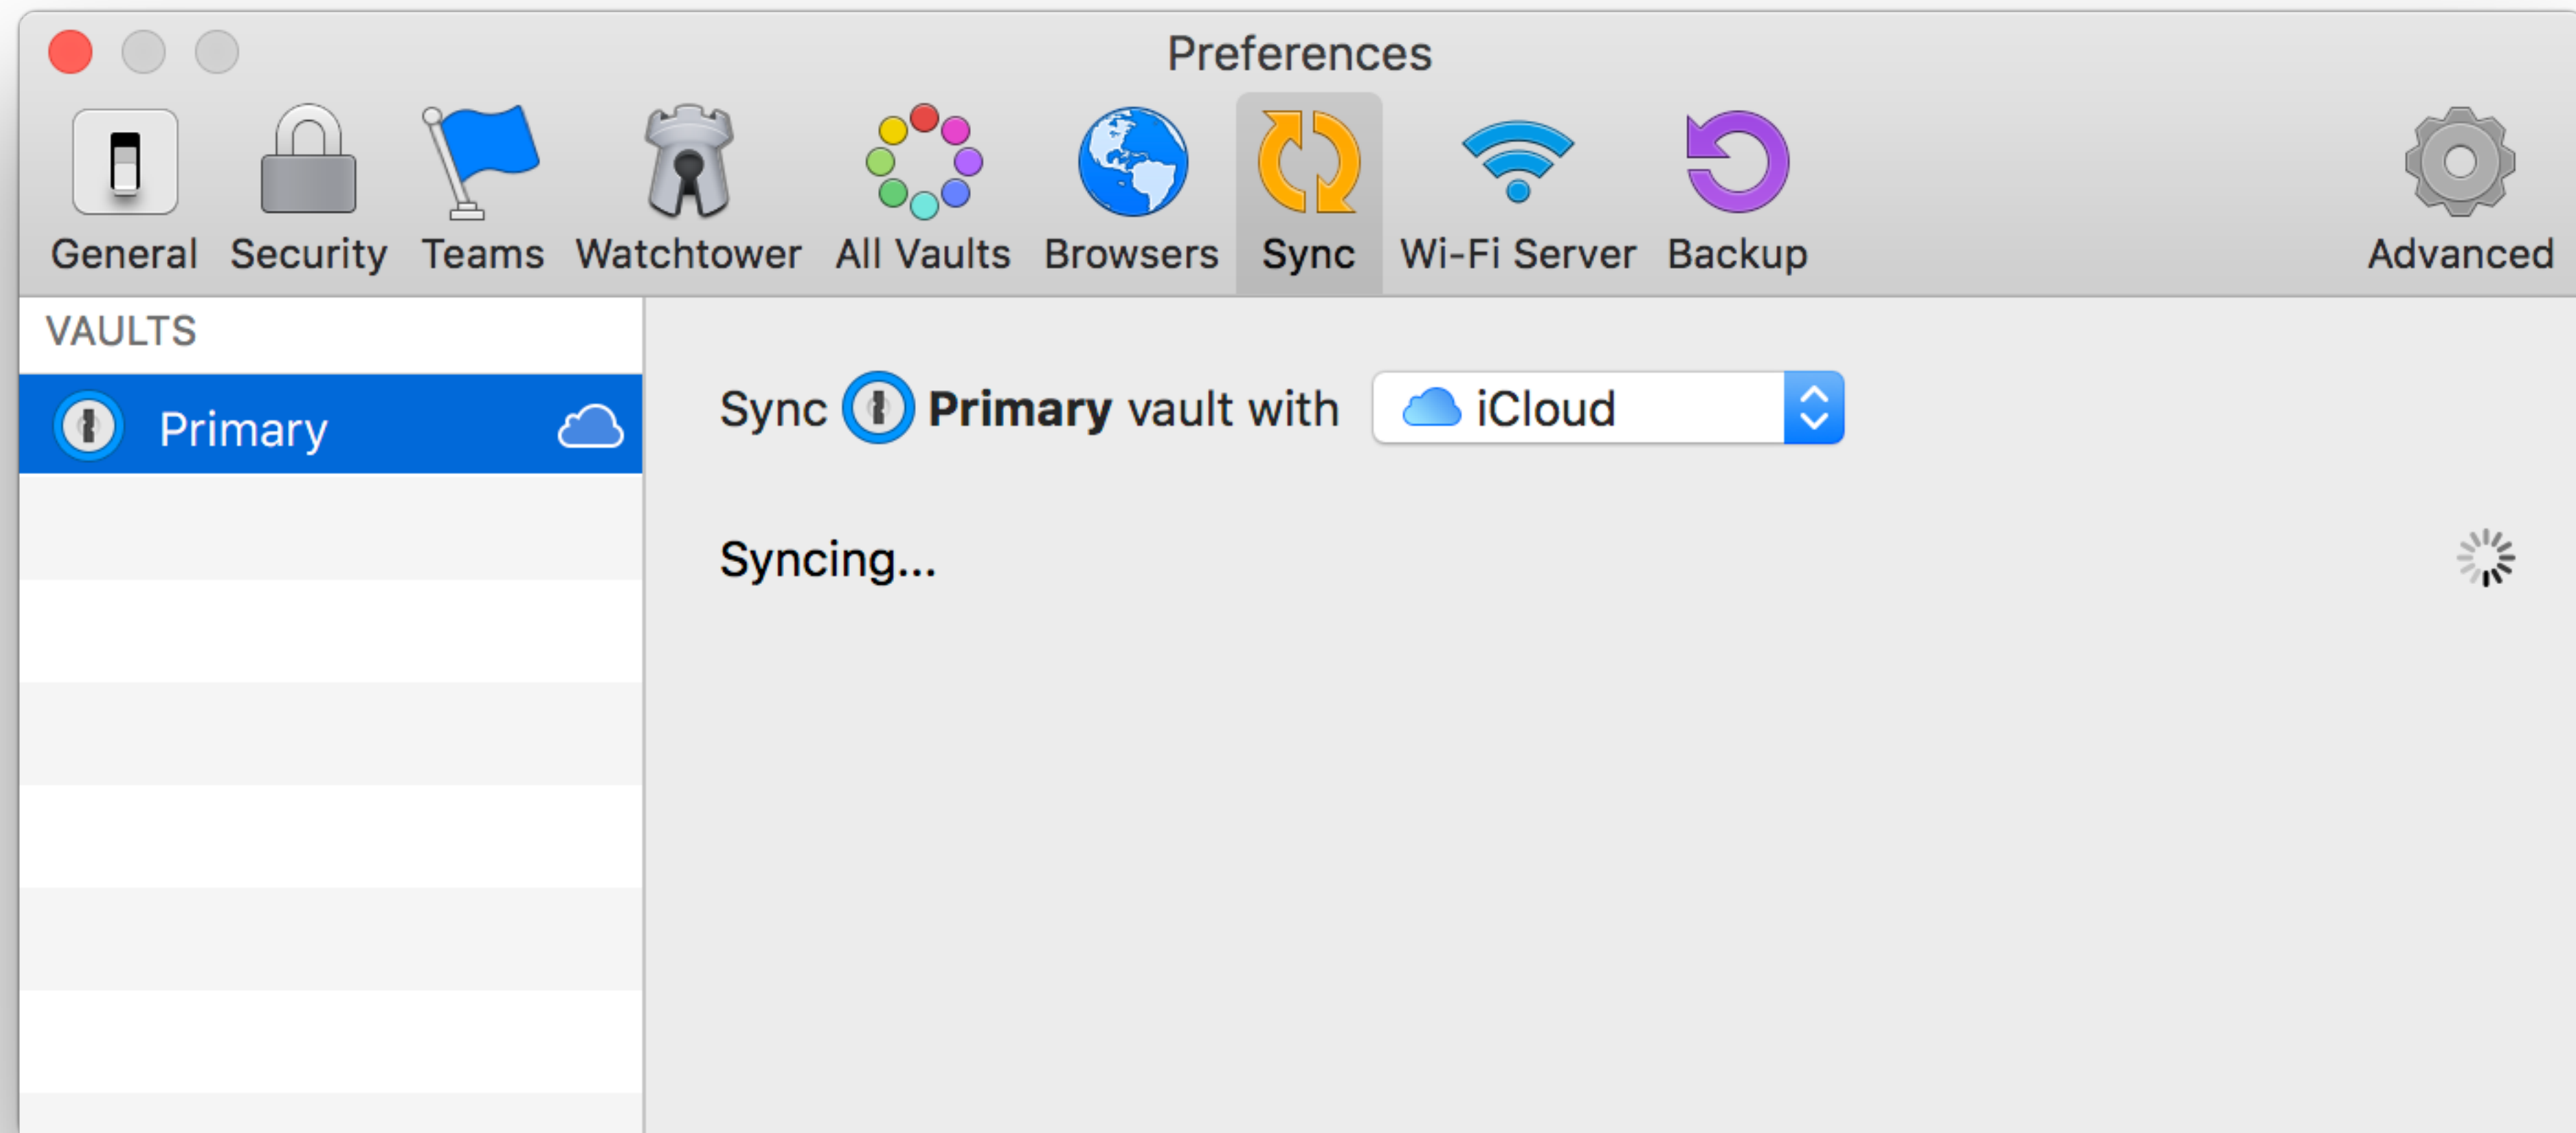 Preferences
General Security Teams Watchtower All Vaults Browsers Sync Wi-Fi Server Backup Advanced
VAULTS
Primary
Sync Primary vault with iCloud
Syncing...